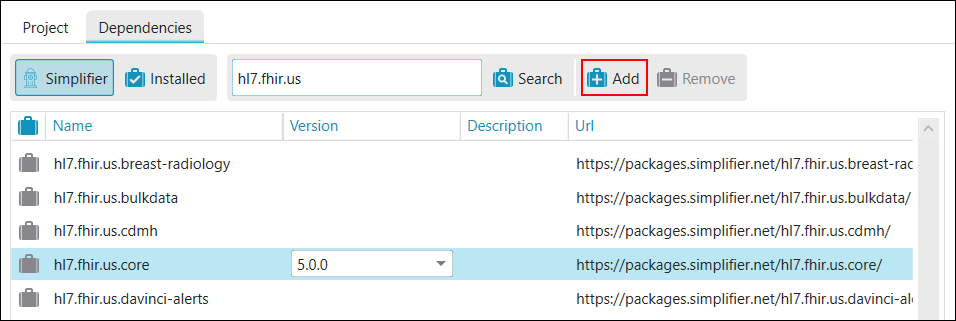 Project Dependencies
Simplifier Installed hl7.fhir.us Search Add Remove
Name Version Description Url
hl7.fhir.us.breast-radiology https://packages.simplifier.net/hl7.fhir.us.breast-rac
hl7.fhir.us.bulkdata https://packages.simplifier.net/hl7.fhir.us.bulkdata/
hl7.fhir.us.cdmh https://packages.simplifier.net/hl7.fhir.us.cdmh/
hl7.fhir.us.core 5.0.0 https://packages.simplifier.net/hl7.fhir.us.core/
hl7.fhir.us.davinci-alerts https://packages.simplifier.net/hl7.fhir.us.davinci-ale